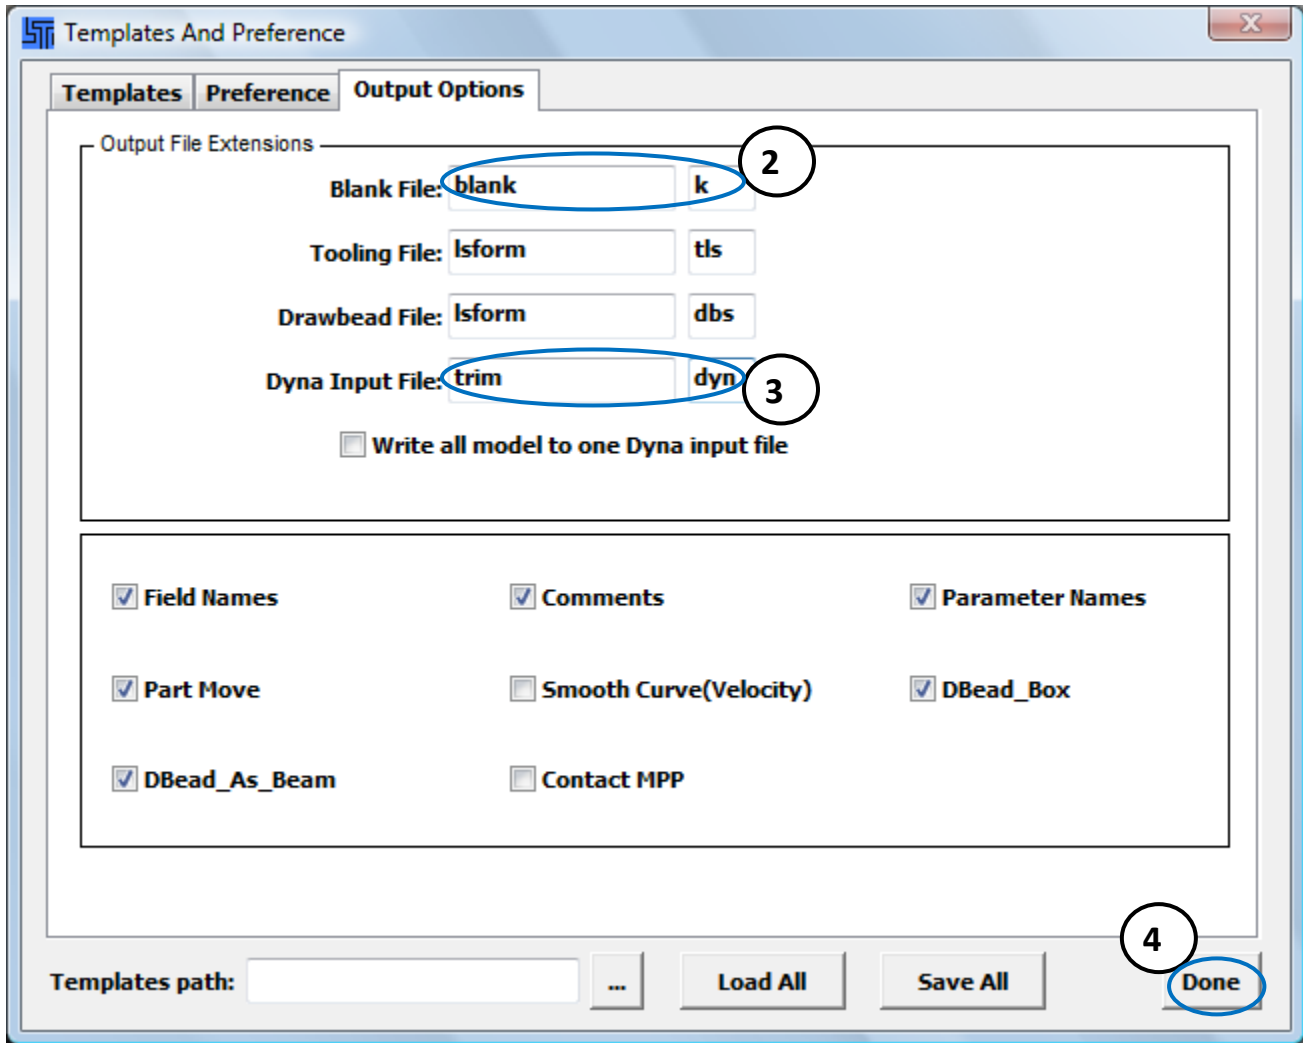 LSTC Templates And Preference
Templates Preference Output Options
Output File Extensions
2
Blank File: blank k
Tooling File: lsform tls
Drawbead File: lsform dbs
Dyna Input File: trim dyn
3
Write all model to one Dyna input file
Field Names Comments Parameter Names
Part Move Smooth Curve(Velocity) DBead_Box
DBead_As_Beam Contact MPP
4
Templates path: ... Load All Save All Done